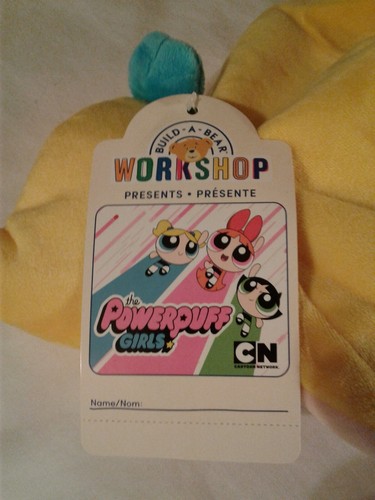 BUILD-A-BEAR
WORKSHOP
PRESENTS • PRÉSENTE
the
POWERPUFF
GIRLS
CN
CARTOON NETWORK
Name/Nom: